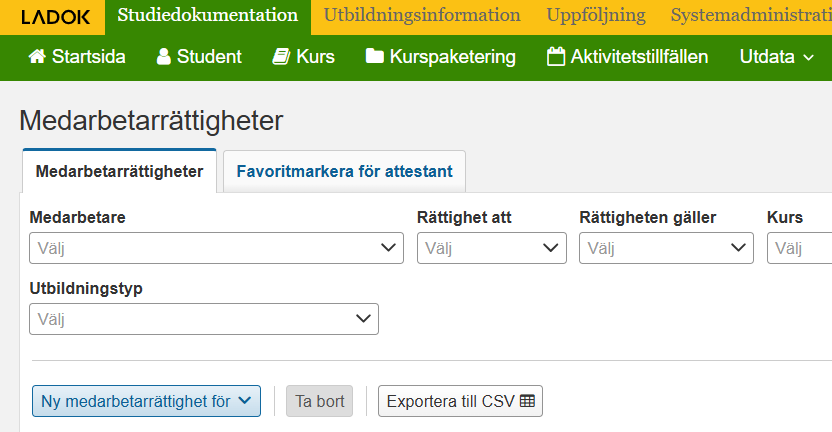 LADOK Studiedokumentation Utbildningsinformation Uppföljning Systemadministrati
Startsida Student Kurs Kurspaketering Aktivitetstillfällen Utdata
Medarbetarrättigheter
Medarbetarrättigheter Favoritmarkera för attestant
Medarbetare Rättighet att Rättigheten gäller Kurs
Välj Välj Välj Välj
Utbildningstyp
Välj
Ny medarbetarrättighet för Ta bort Exportera till CSV